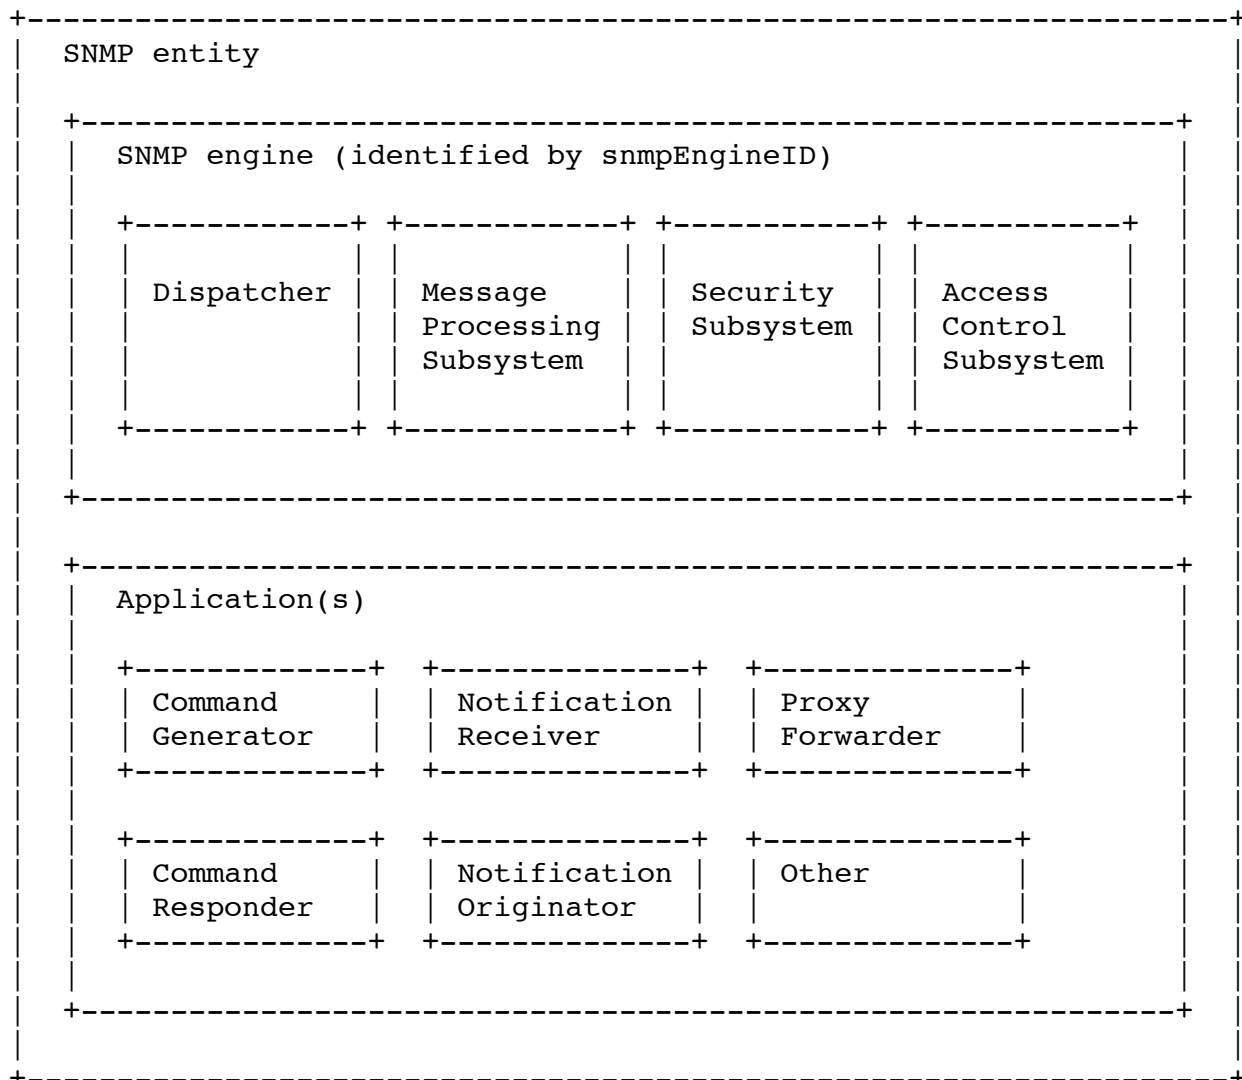 SNMP entity
SNMP engine (identified by snmpEngineID)
Dispatcher Message Security Access
Processing Subsystem Control
Subsystem Subsystem
Application(s)
Command Notification Proxy
Generator Receiver Forwarder
Command Notification Other
Responder Originator